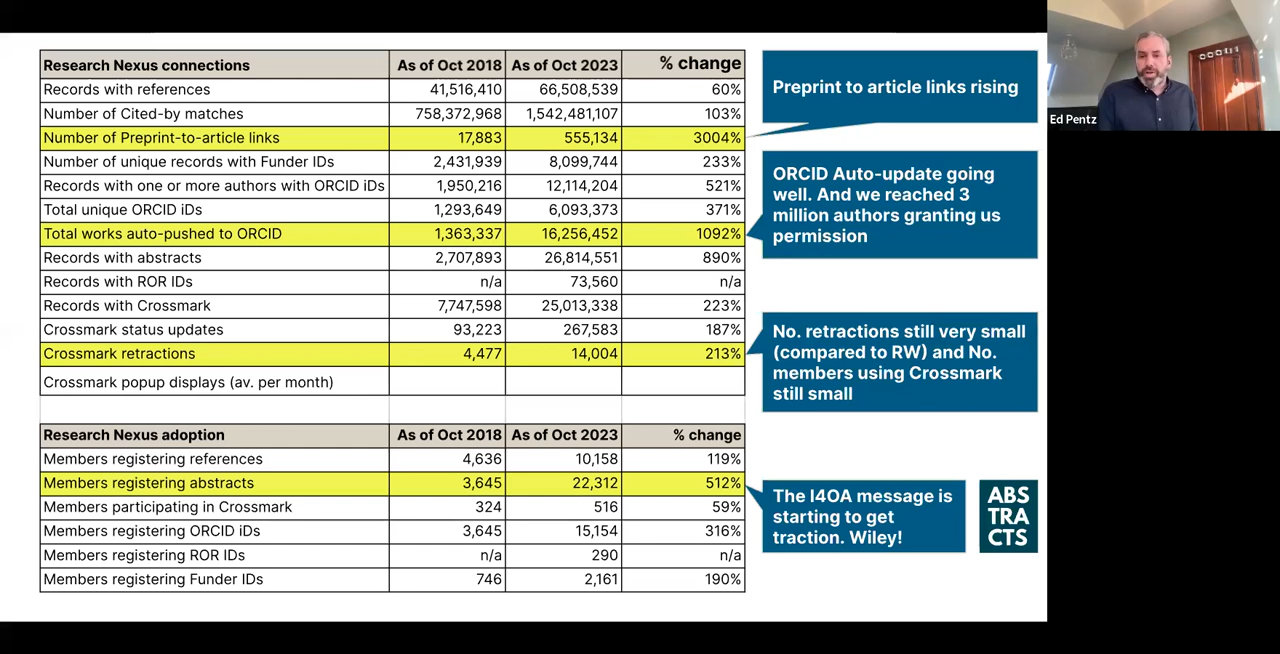 Research Nexus connections As of Oct 2018 As of Oct 2023 % change
Records with references 41,516,410 66,508,539 60%
Number of Cited-by matches 758,372,968 1,542,481,107 103%
Number of Preprint-to-article links 17,883 555,134 3004%
Number of unique records with Funder IDs 2,431,939 8,099,744 233%
Records with one or more authors with ORCID iDs 1,950,216 12,114,204 521%
Total unique ORCID iDs 1,293,649 6,093,373 371%
Total works auto-pushed to ORCID 1,363,337 16,256,452 1092%
Records with abstracts 2,707,893 26,814,551 890%
Records with ROR IDs n/a 73,560 n/a
Records with Crossmark 7,747,598 25,013,338 223%
Crossmark status updates 93,223 267,583 187%
Crossmark retractions 4,477 14,004 213%
Crossmark popup displays (av. per month)
Research Nexus adoption As of Oct 2018 As of Oct 2023 % change
Members registering references 4,636 10,158 119%
Members registering abstracts 3,645 22,312 512%
Members participating in Crossmark 324 516 59%
Members registering ORCID iDs 3,645 15,154 316%
Members registering ROR IDs n/a 290 n/a
Members registering Funder IDs 746 2,161 190%
Preprint to article links rising
ORCID Auto-update going
well. And we reached 3
million authors granting us
permission
No. retractions still very small
(compared to RW) and No.
members using Crossmark
still small
The I4OA message is
starting to get
traction. Wiley!
ABS
TRA
CTS
Ed Pentz